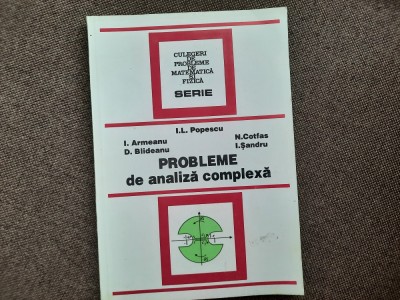 CULEGERI
DE
PROBLEME
DE
MATEMATICĂ
ȘI
FIZICĂ
SERIE
I.L. Popescu
I. Armeanu N.Cotfas
D. Blideanu I.Șandru
PROBLEME
de analiză complexă